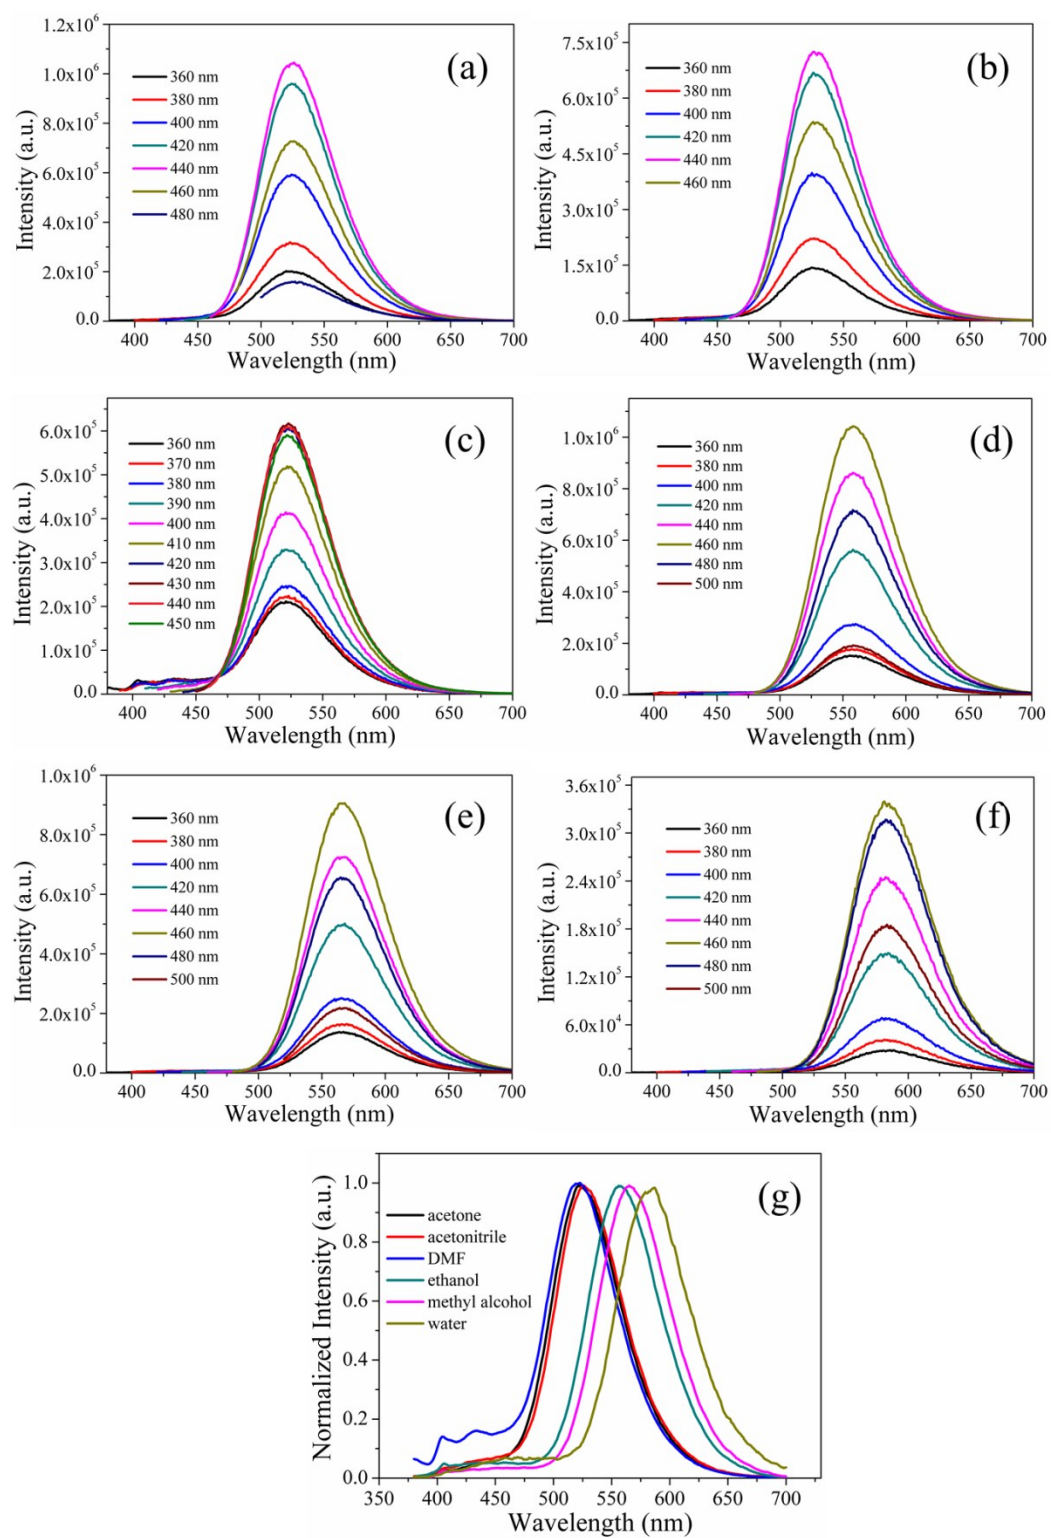 1.2x10⁶
1.0x10⁶
8.0x10⁵
6.0x10⁵
4.0x10⁵
2.0x10⁵
0.0
Intensity (a.u.)
360 nm
380 nm
400 nm
420 nm
440 nm
460 nm
480 nm
(a)
400 450 500 550 600 650 700
Wavelength (nm)
7.5x10⁵
6.0x10⁵
4.5x10⁵
3.0x10⁵
1.5x10⁵
0.0
Intensity (a.u.)
360 nm
380 nm
400 nm
420 nm
440 nm
460 nm
(b)
400 450 500 550 600 650 700
Wavelength (nm)
6.0x10⁵
5.0x10⁵
4.0x10⁵
3.0x10⁵
2.0x10⁵
1.0x10⁵
0.0
Intensity (a.u.)
360 nm
370 nm
380 nm
390 nm
400 nm
410 nm
420 nm
430 nm
440 nm
450 nm
(c)
400 450 500 550 600 650 700
Wavelength (nm)
1.0x10⁶
8.0x10⁵
6.0x10⁵
4.0x10⁵
2.0x10⁵
0.0
Intensity (a.u.)
360 nm
380 nm
400 nm
420 nm
440 nm
460 nm
480 nm
500 nm
(d)
400 450 500 550 600 650 700
Wavelength (nm)
1.0x10⁶
8.0x10⁵
6.0x10⁵
4.0x10⁵
2.0x10⁵
0.0
Intensity (a.u.)
360 nm
380 nm
400 nm
420 nm
440 nm
460 nm
480 nm
500 nm
(e)
400 450 500 550 600 650 700
Wavelength (nm)
3.6x10⁵
3.0x10⁵
2.4x10⁵
1.8x10⁵
1.2x10⁵
6.0x10⁴
0.0
Intensity (a.u.)
360 nm
380 nm
400 nm
420 nm
440 nm
460 nm
480 nm
500 nm
(f)
400 450 500 550 600 650 700
Wavelength (nm)
1.0
0.8
0.6
0.4
0.2
0.0
Normalized Intensity (a.u.)
acetone
acetonitrile
DMF
ethanol
methyl alcohol
water
(g)
350 400 450 500 550 600 650 700
Wavelength (nm)